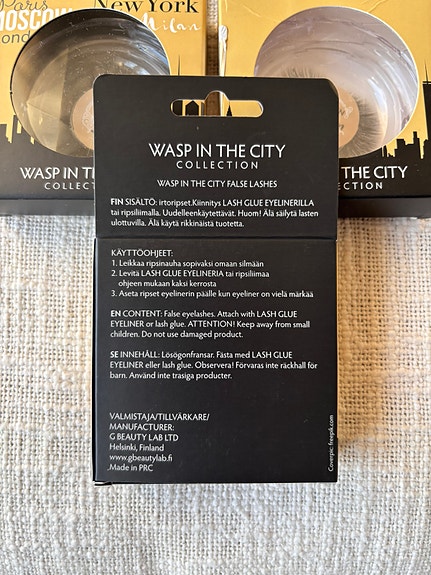 Paris
MOSCOW
London
New York
Milan
WASP IN THE CITY
COLLECTION
WASP IN THE CITY
COLLECTION
WASP IN THE CITY
COLLECTION
WASP IN THE CITY FALSE LASHES
FIN SISÄLTÖ: irtoripset.Kiinnitys LASH GLUE EYELINERILLA
tai ripsiliimalla. Uudelleenkäytettävät. Huom! Älä säilytä lasten
ulottuvilla. Älä käytä rikkinäistä tuotetta.
KÄYTTÖOHJEET:
1. Leikkaa ripsinauha sopivaksi omaan silmään
2. Levitä LASH GLUE EYELINERIA tai ripsiliimaa
ohjeen mukaan kaksi kerrosta
3. Aseta ripset eyelinerin päälle kun eyeliner on vielä märkää
EN CONTENT: False eyelashes. Attach with LASH GLUE
EYELINER or lash glue. ATTENTION! Keep away from small
children. Do not use damaged product.
SE INNEHÅLL: Lösögonfransar. Fästa med LASH GLUE
EYELINER eller lash glue. Observera! Förvaras inte räckhall för
barn. Använd inte trasiga producter.
VALMISTAJA/TILLVÄRKARE/
MANUFACTURER:
G BEAUTY LAB LTD
Helsinki, Finland
www.gbeautylab.fi
Made in PRC
Coverpic: freepik.com